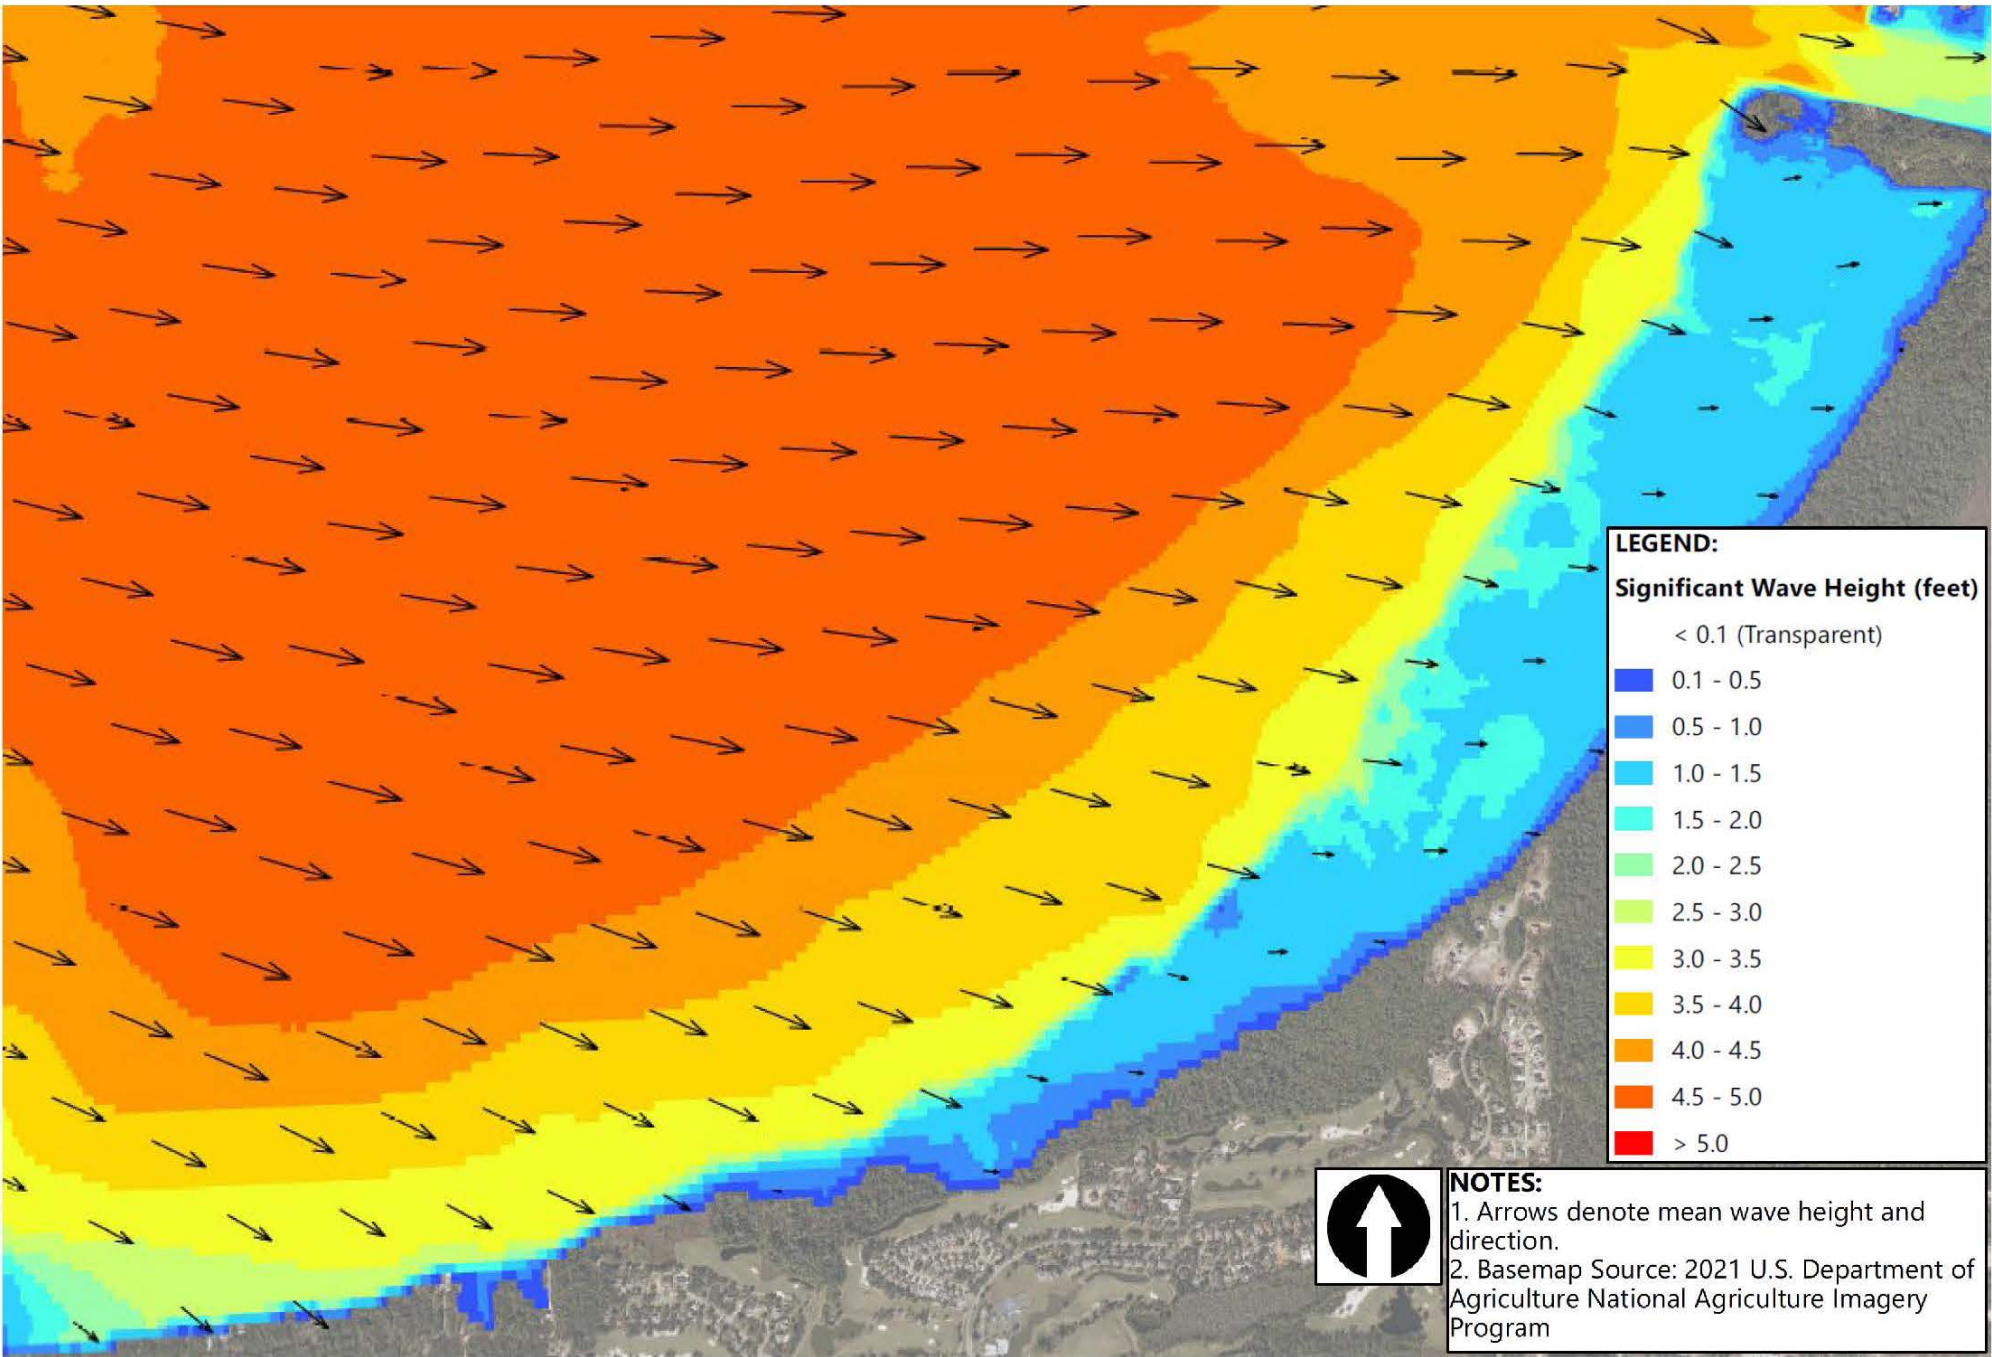 LEGEND:
Significant Wave Height (feet)
< 0.1 (Transparent)
0.1 - 0.5
0.5 - 1.0
1.0 - 1.5
1.5 - 2.0
2.0 - 2.5
2.5 - 3.0
3.0 - 3.5
3.5 - 4.0
4.0 - 4.5
4.5 - 5.0
> 5.0
NOTES:
1. Arrows denote mean wave height and
direction.
2. Basemap Source: 2021 U.S. Department of
Agriculture National Agriculture Imagery
Program